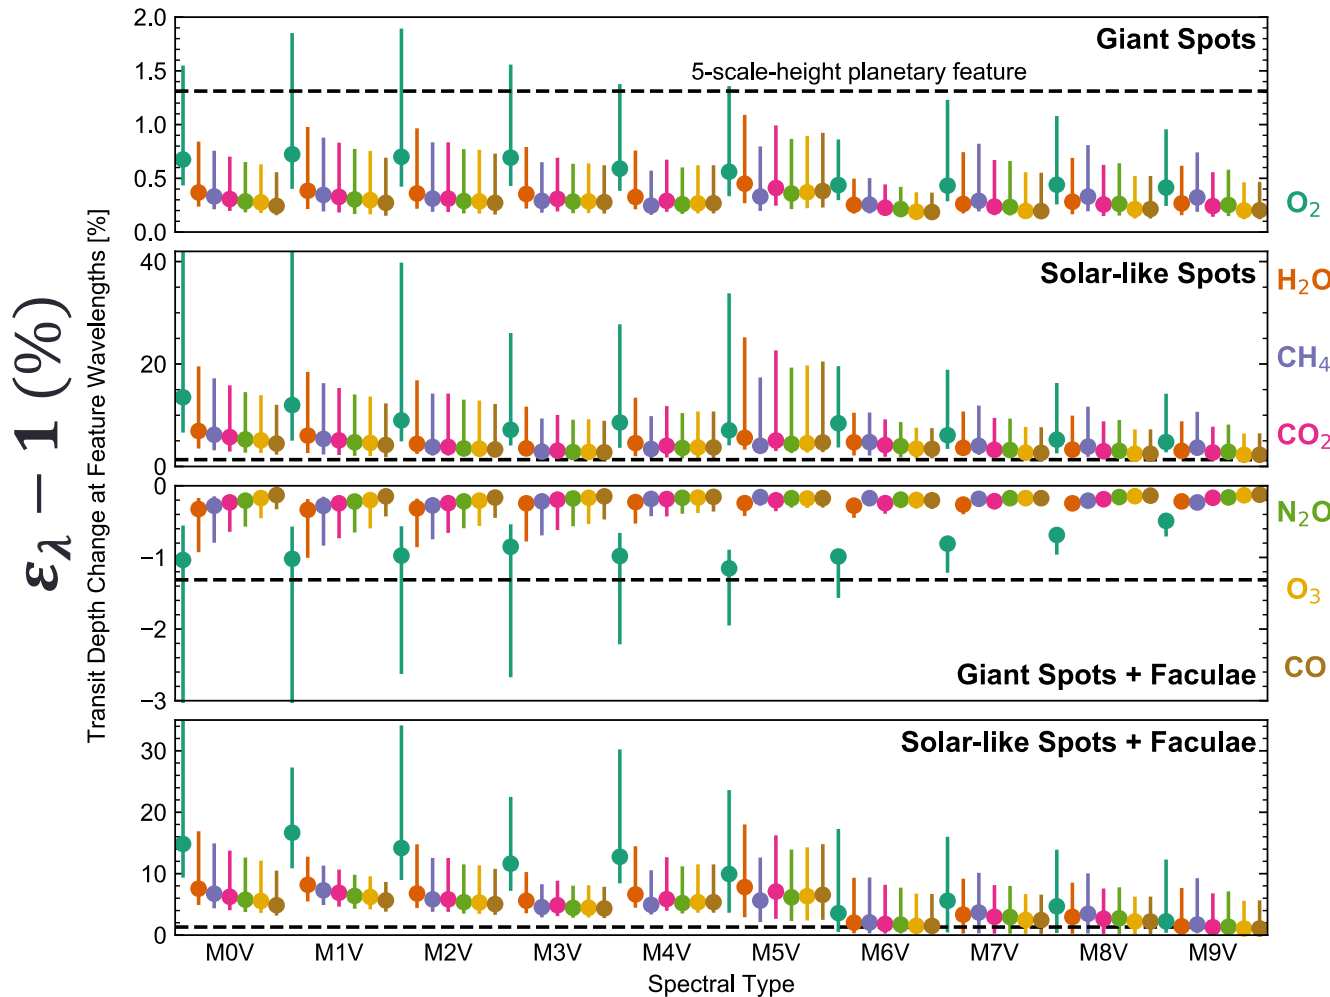 2.0
Giant Spots
1.5
5-scale-height planetary feature
1.0
0.5
0.0
O₂
40
Solar-like Spots
H₂O
20
CH₄
0
CO₂
ε_λ − 1 (%)
Transit Depth Change at Feature Wavelengths [%]
0
N₂O
−1
O₃
−2
CO
Giant Spots + Faculae
−3
Solar-like Spots + Faculae
30
20
10
0
M0V M1V M2V M3V M4V M5V M6V M7V M8V M9V
Spectral Type